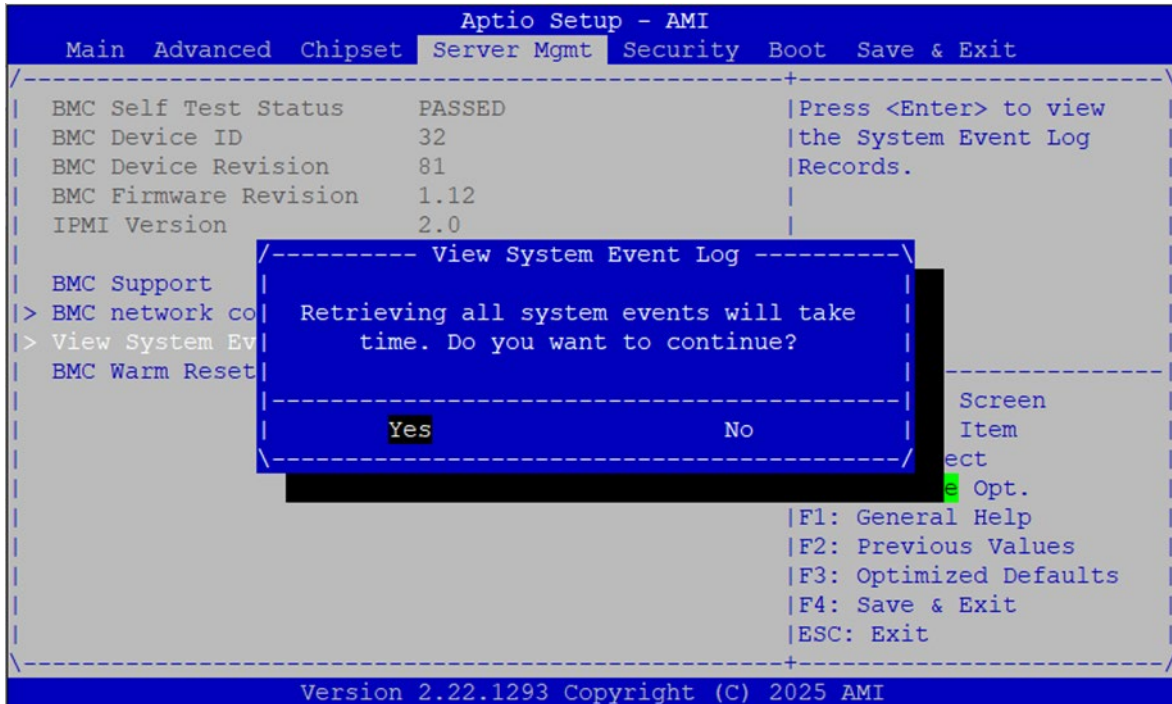 Aptio Setup - AMI
Main Advanced Chipset Server Mgmt Security Boot Save & Exit
BMC Self Test Status PASSED
BMC Device ID 32
BMC Device Revision 81
BMC Firmware Revision 1.12
IPMI Version 2.0
BMC Support
> BMC network co
> View System Ev
BMC Warm Reset
View System Event Log
Retrieving all system events will take
time. Do you want to continue?
Yes No
Press <Enter> to view
the System Event Log
Records.
Screen
Item
ect
e Opt.
F1: General Help
F2: Previous Values
F3: Optimized Defaults
F4: Save & Exit
ESC: Exit
Version 2.22.1293 Copyright (C) 2025 AMI